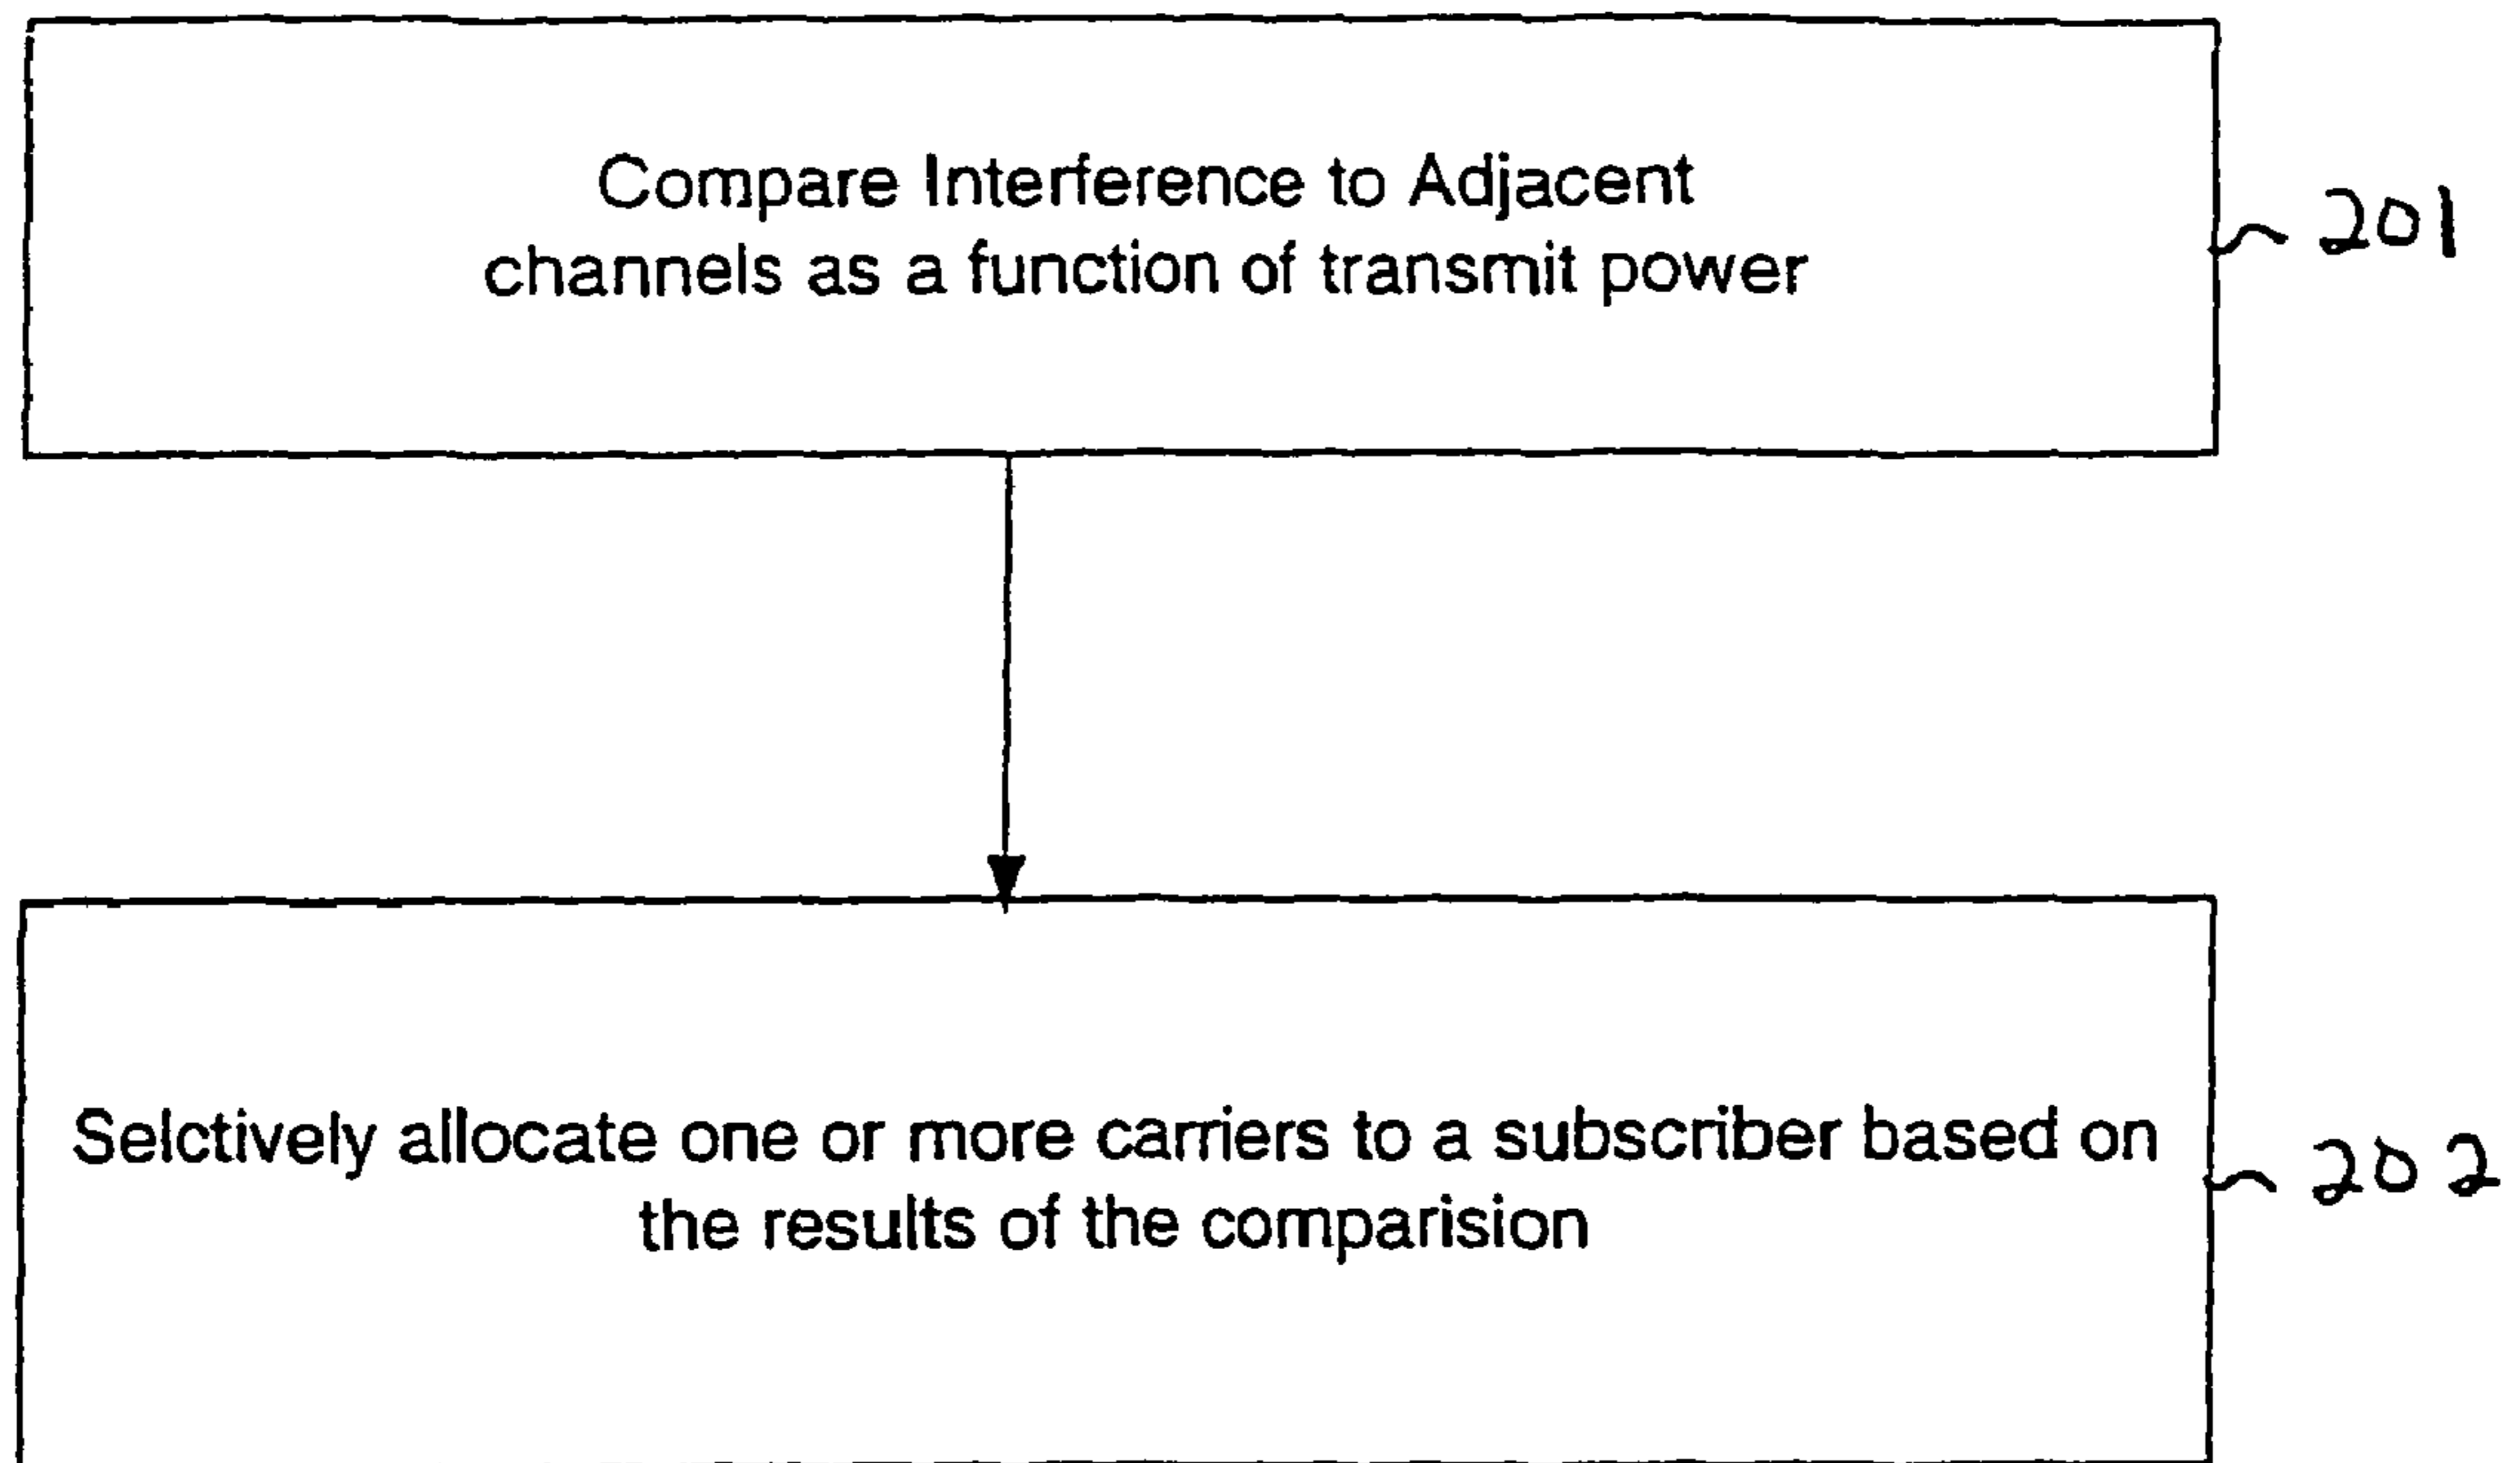 Compare Interference to Adjacent
channels as a function of transmit power
201
Selctively allocate one or more carriers to a subscriber based on
the results of the comparision
202